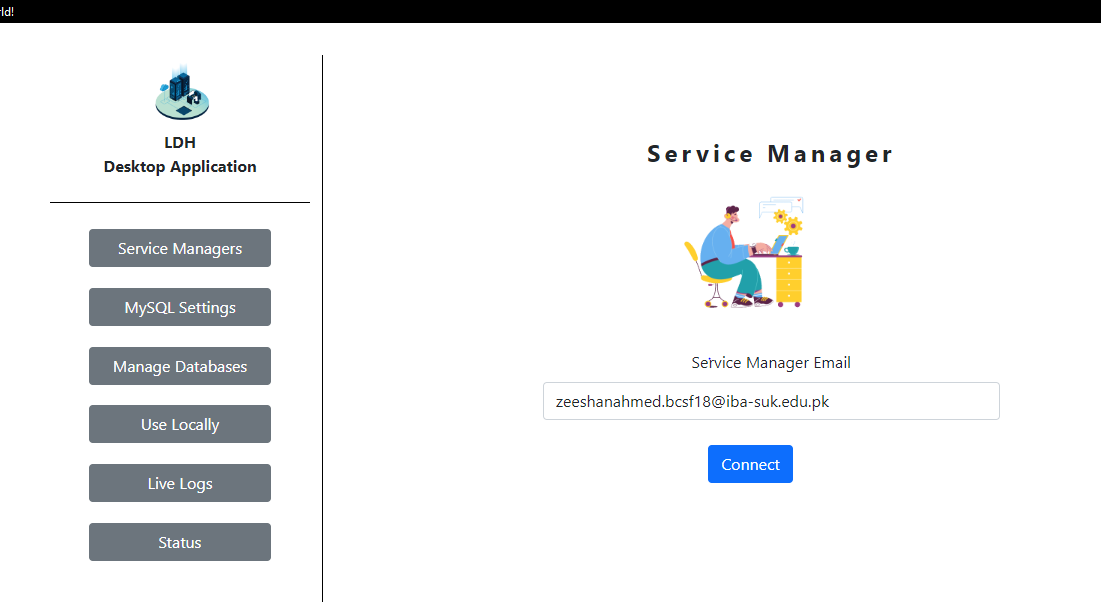 rld!
LDH
Desktop Application
Service Managers
MySQL Settings
Manage Databases
Use Locally
Live Logs
Status
Service Manager
Service Manager Email
zeeshanahmed.bcsf18@iba-suk.edu.pk
Connect